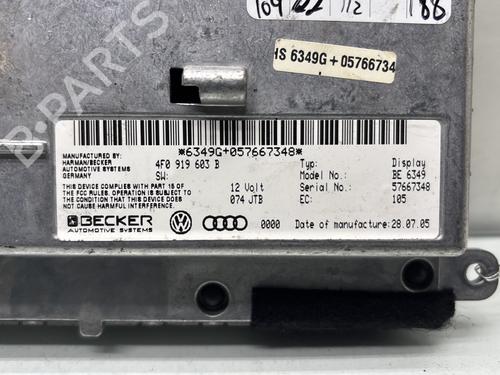 109 112 188
HS 6349G+05766734
*6349G+057667348*
MANUFACTURED BY:
HARMAN/BECKER
AUTOMOTIVE SYSTEMS
GERMANY
4F0 919 603 B
SW:
Typ: Display
Model No.: BE 6349
THIS DEVICE COMPLIES WITH PART 15 OF
THE FCC RULES. OPERATION IS SUBJECT
TO THE CONDITION THAT THIS DEVICE DOES
NOT CAUSE HARMFUL INTERFERENCE.
12 Volt
074 JTB
Serial No.: 57667348
EC: 105
BECKER
AUTOMOTIVE SYSTEMS
0000
Date of manufacture: 28.07.05
B-PARTS